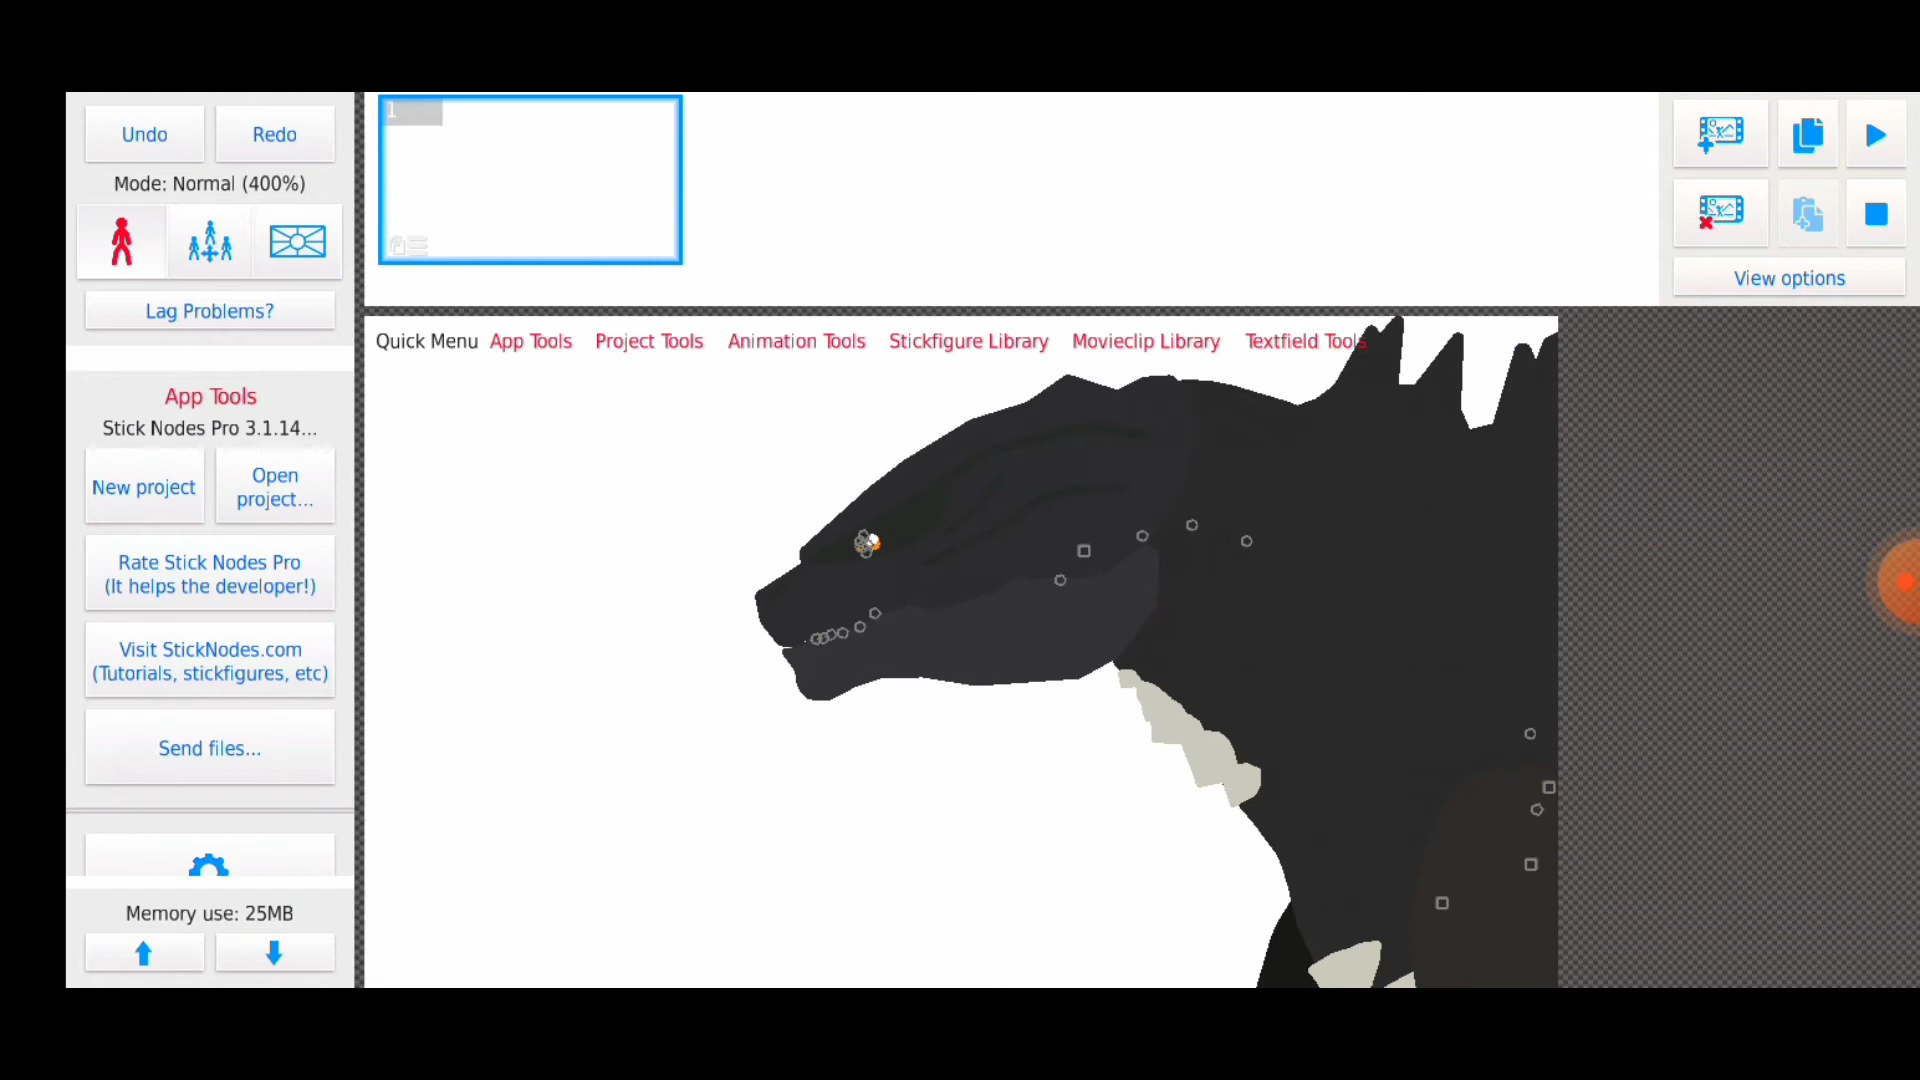 Undo
Redo
Mode: Normal (400%)
Lag Problems?
App Tools
Stick Nodes Pro 3.1.14...
New project
Open
project...
Rate Stick Nodes Pro
(It helps the developer!)
Visit StickNodes.com
(Tutorials, stickfigures, etc)
Send files...
Memory use: 25MB
1
View options
Quick Menu App Tools Project Tools Animation Tools Stickfigure Library Movieclip Library Textfield Tools